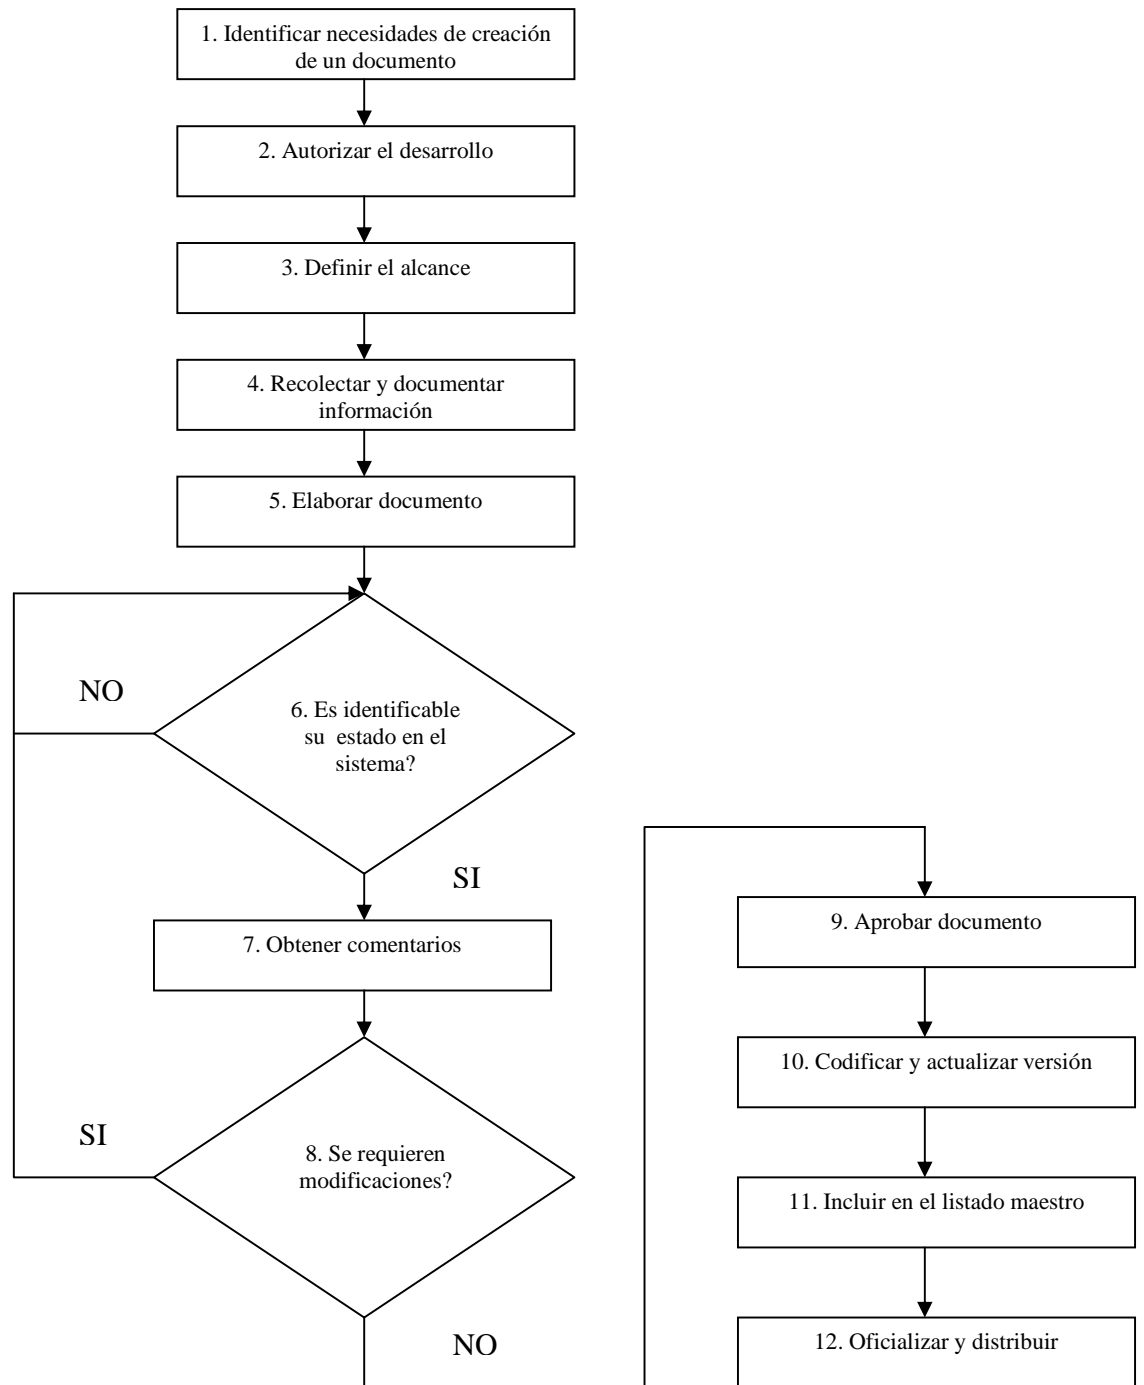 1. Identificar necesidades de creación
de un documento
2. Autorizar el desarrollo
3. Definir el alcance
4. Recolectar y documentar
información
5. Elaborar documento
NO
6. Es identificable
su estado en el
sistema?
SI
7. Obtener comentarios
SI
8. Se requieren
modificaciones?
NO
9. Aprobar documento
10. Codificar y actualizar versión
11. Incluir en el listado maestro
12. Oficializar y distribuir